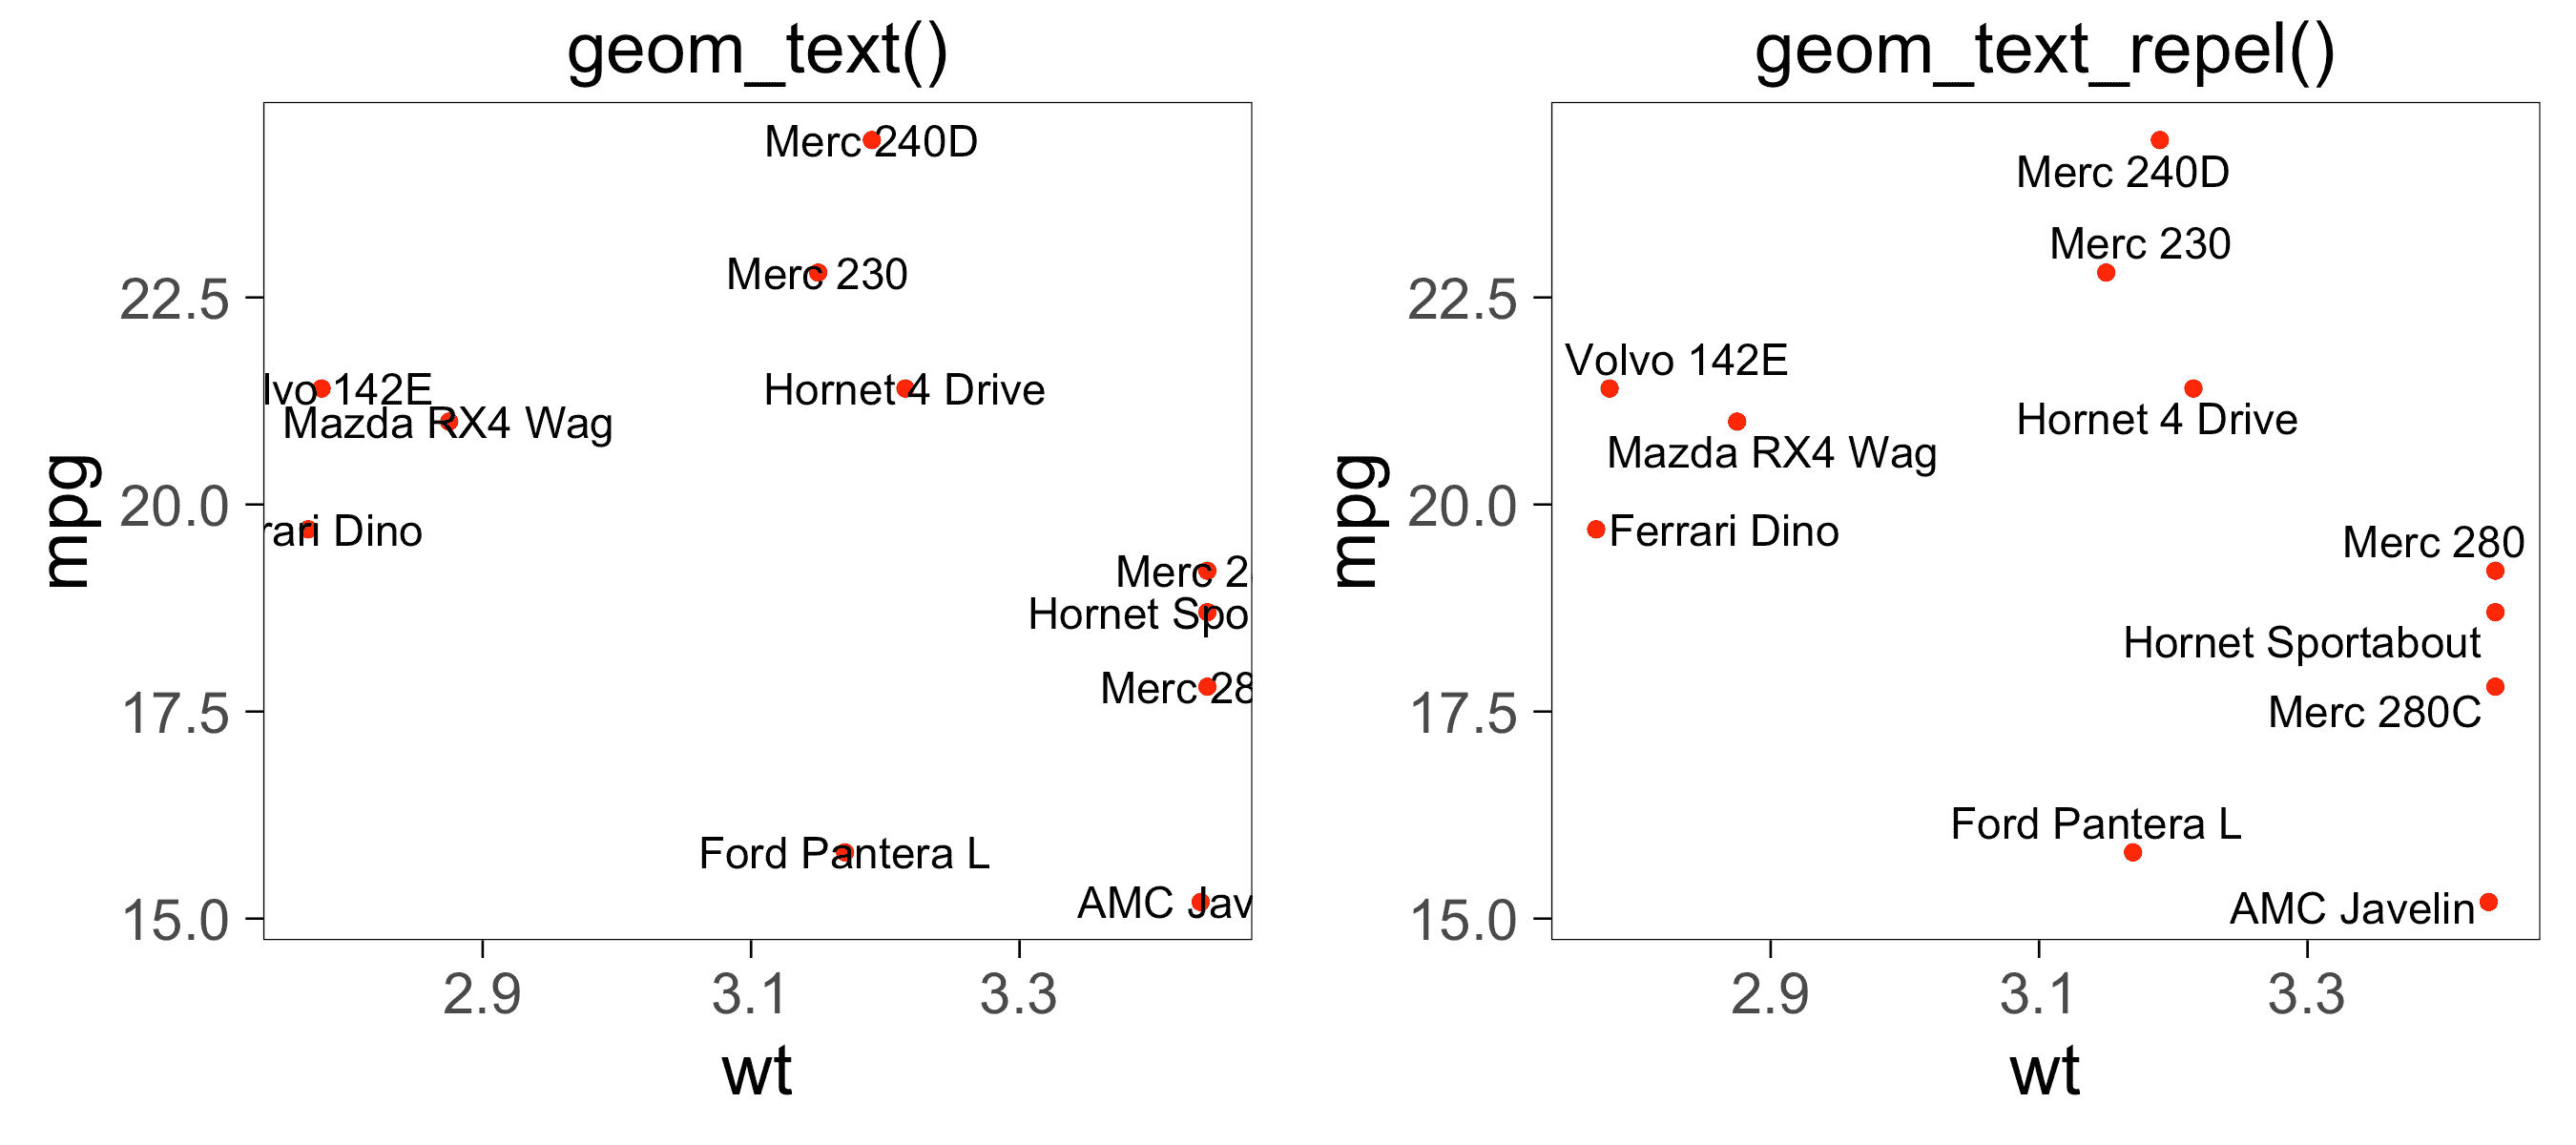 geom_text()
Merc 240D
Merc 230
22.5
lvo 142E
Hornet 4 Drive
Mazda RX4 Wag
mpg
20.0
rari Dino
Merc 2
Hornet Spo
17.5
Merc 28
Ford Pantera L
15.0
AMC Jav
2.9 3.1 3.3
wt
geom_text_repel()
Merc 240D
Merc 230
22.5
Volvo 142E
Hornet 4 Drive
Mazda RX4 Wag
mpg
20.0
Ferrari Dino
Merc 280
Hornet Sportabout
17.5
Merc 280C
Ford Pantera L
15.0
AMC Javelin
2.9 3.1 3.3
wt